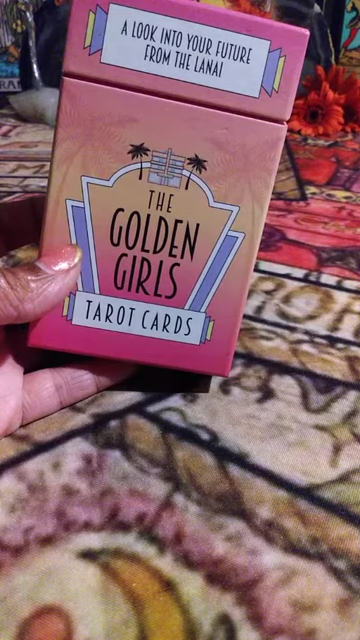 A LOOK INTO YOUR FUTURE
FROM THE LANAI
THE
GOLDEN
GIRLS
TAROT CARDS